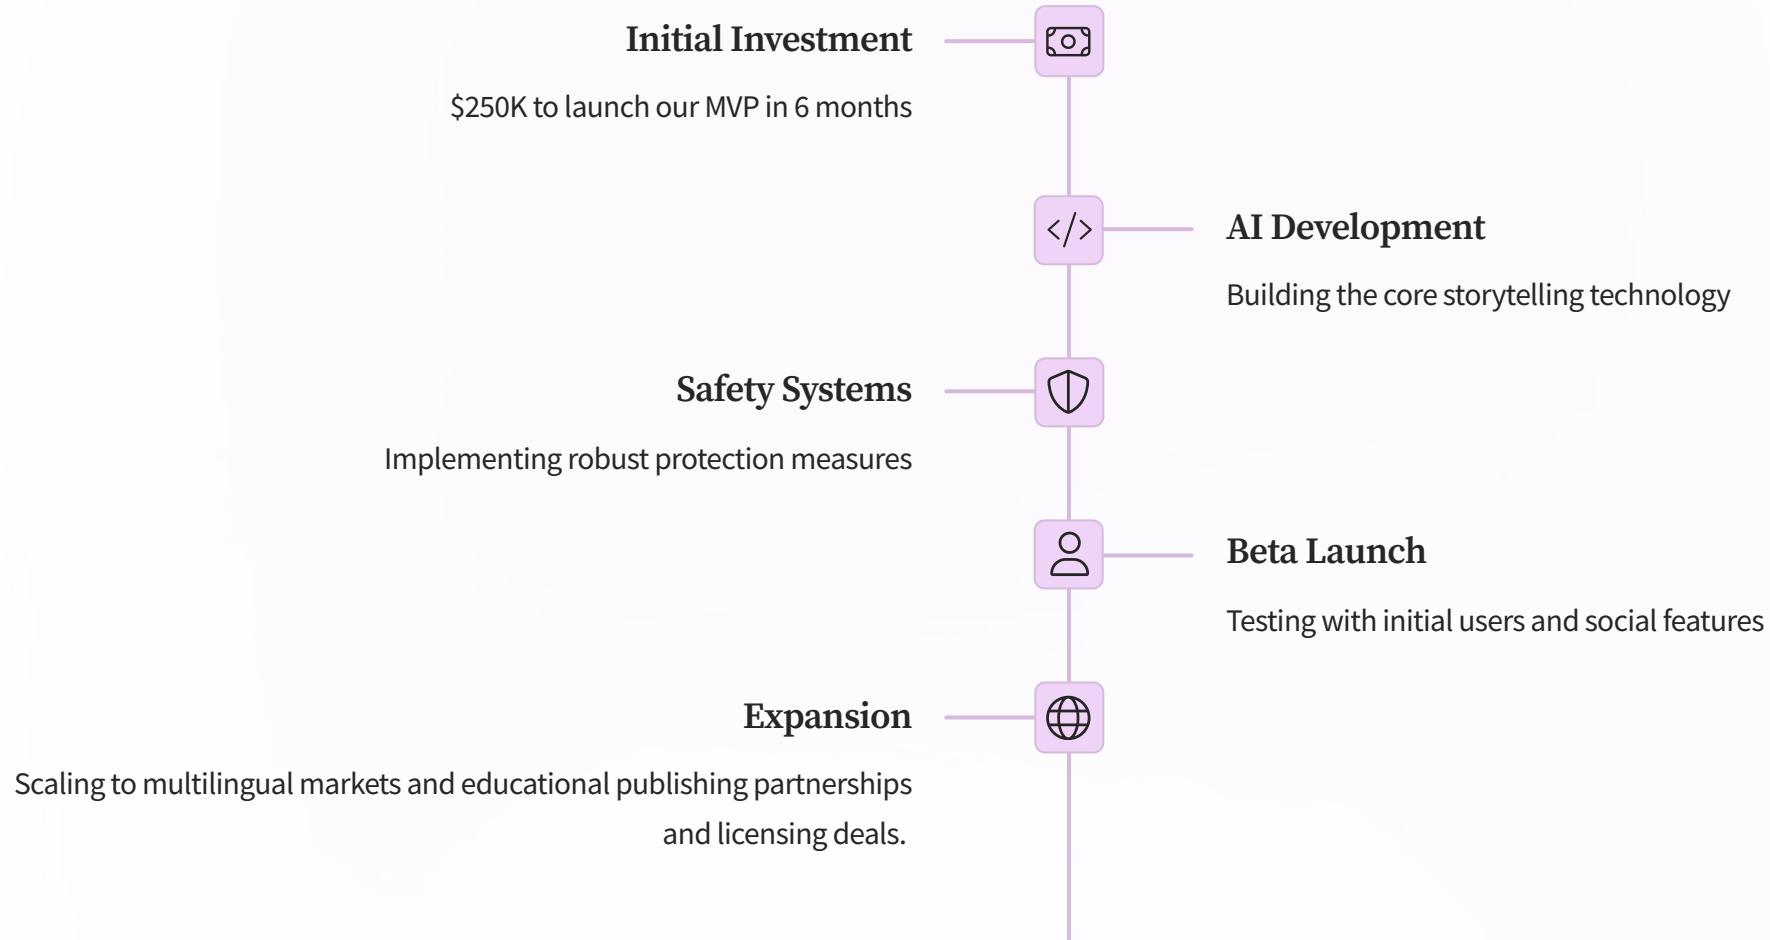 Initial Investment
$250K to launch our MVP in 6 months
AI Development
Building the core storytelling technology
Safety Systems
Implementing robust protection measures
Beta Launch
Testing with initial users and social features
Expansion
Scaling to multilingual markets and educational publishing partnerships
and licensing deals.